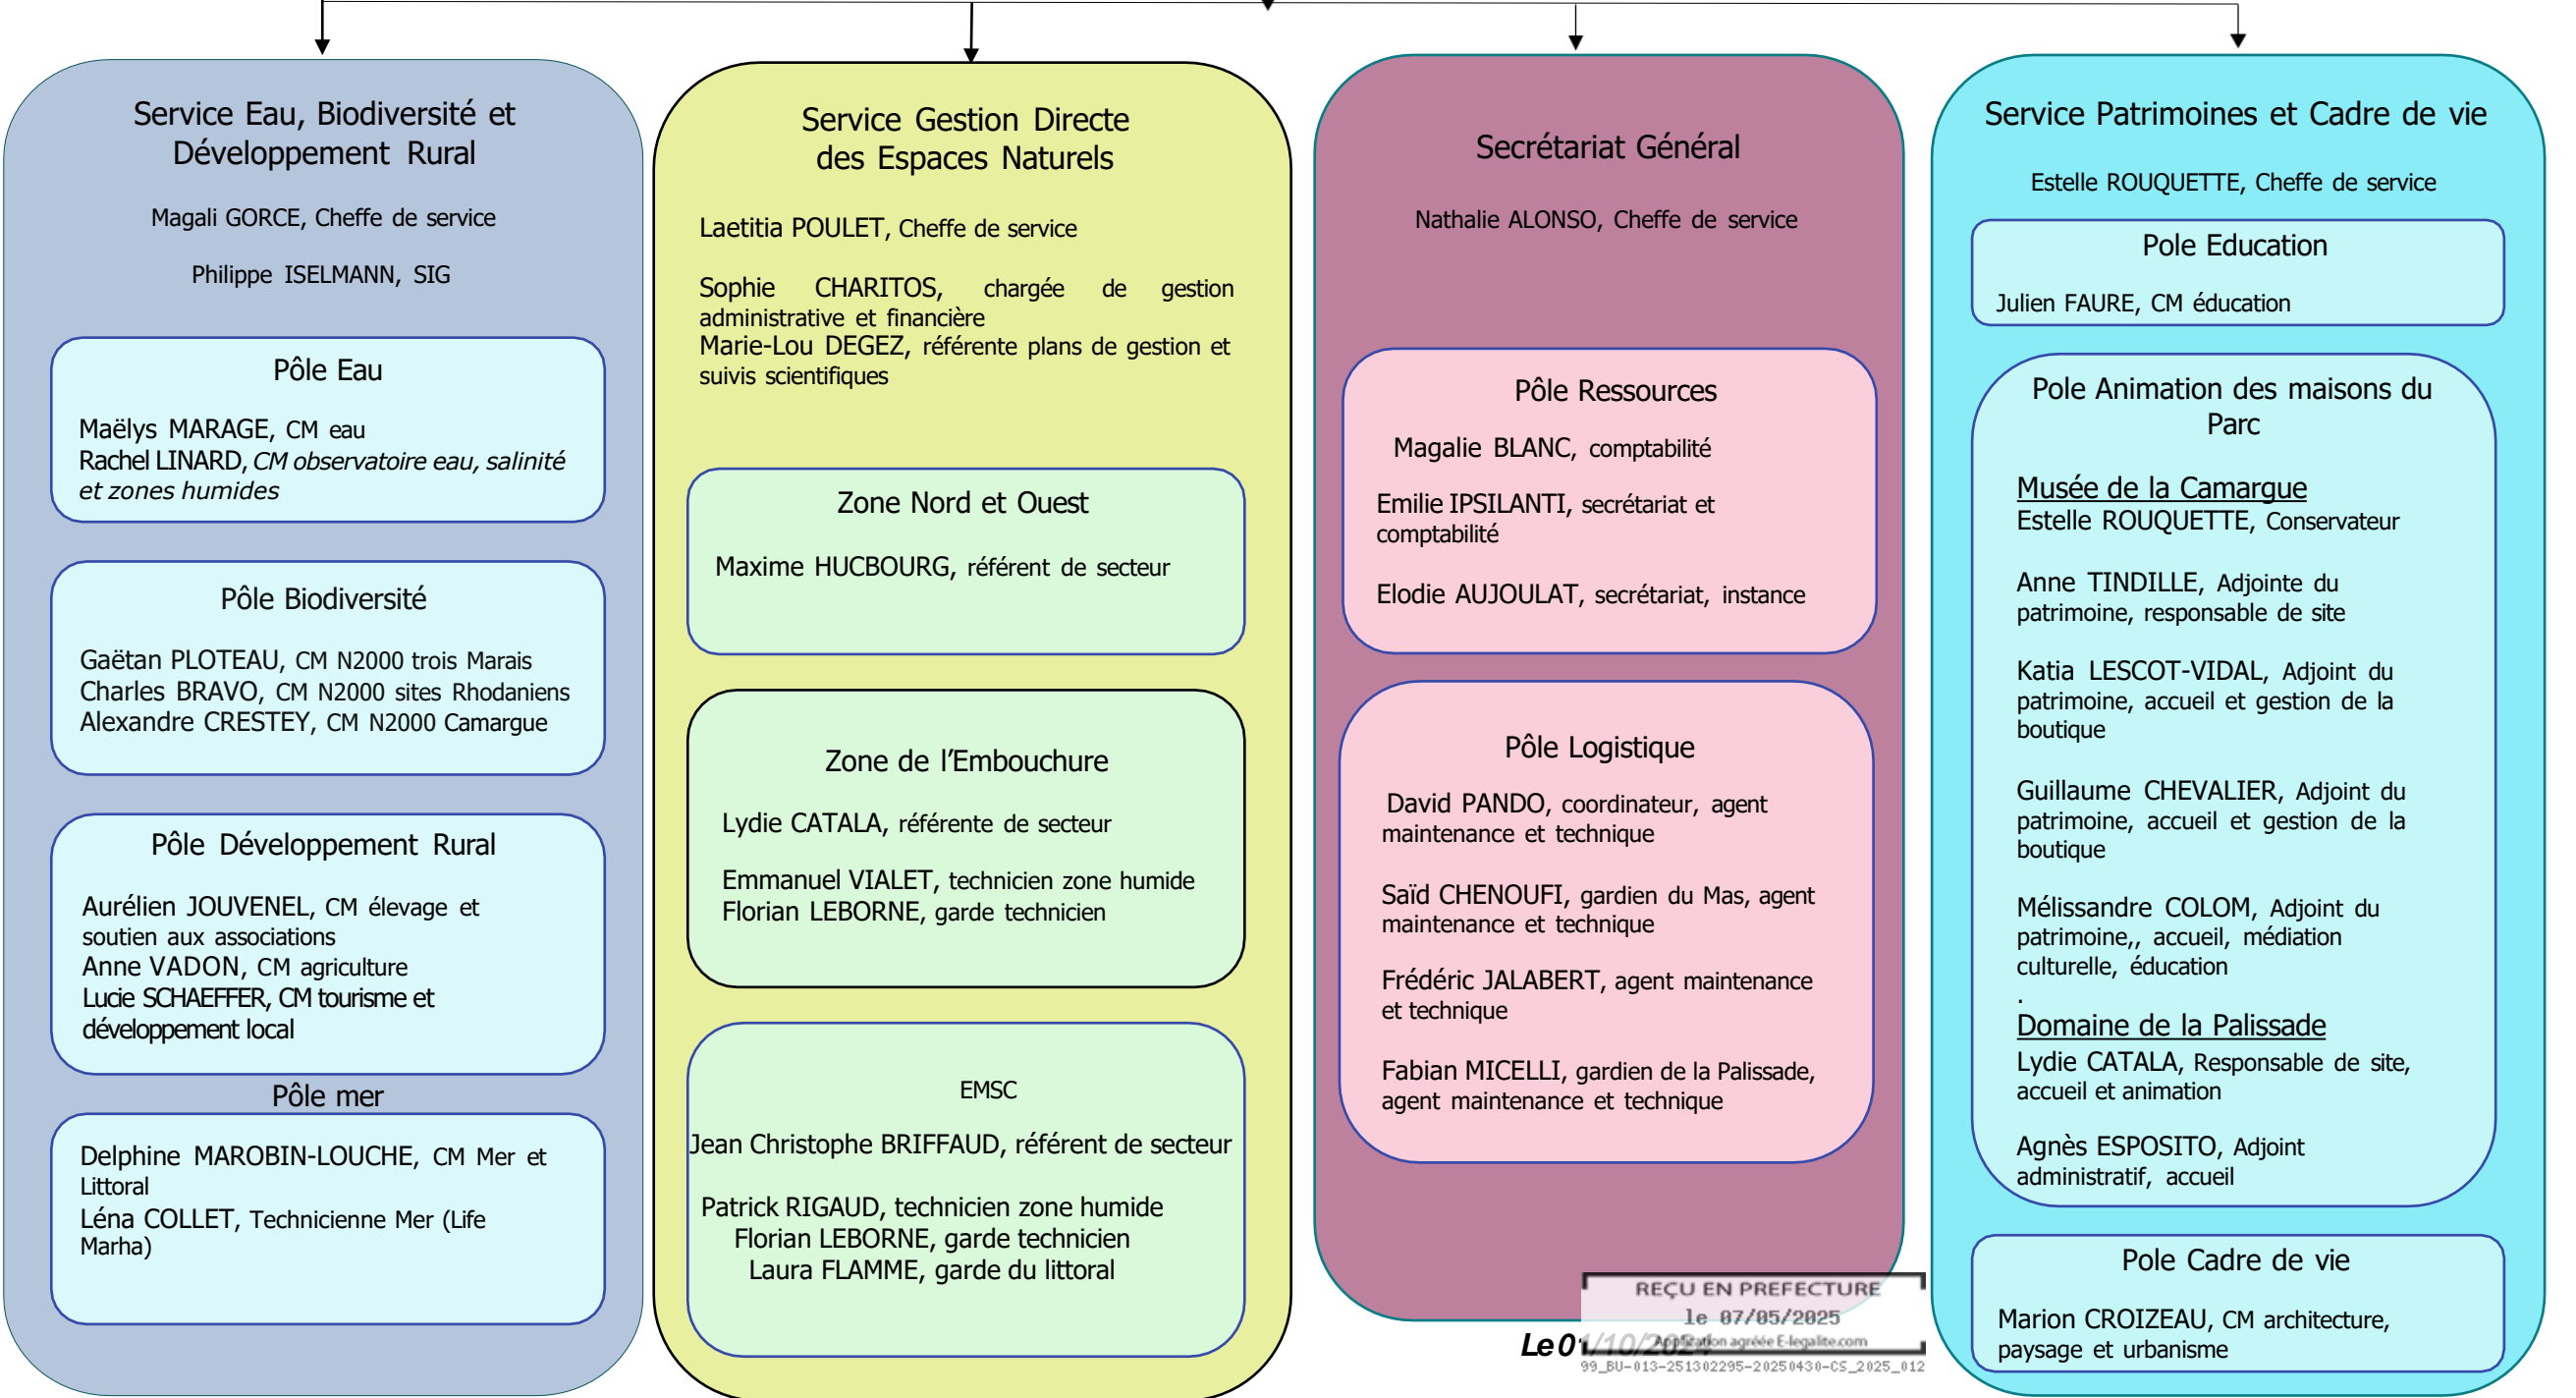 Service Eau, Biodiversité et
Développement Rural
Magali GORCE, Cheffe de service
Philippe ISELMANN, SIG
Pôle Eau
Maëlys MARAGE, CM eau
Rachel LINARD, CM observatoire eau, salinité
et zones humides
Pôle Biodiversité
Gaëtan PLOTEAU, CM N2000 trois Marais
Charles BRAVO, CM N2000 sites Rhodaniens
Alexandre CRESTEY, CM N2000 Camargue
Pôle Développement Rural
Aurélien JOUVENEL, CM élevage et
soutien aux associations
Anne VADON, CM agriculture
Lucie SCHAEFFER, CM tourisme et
développement local
Pôle mer
Delphine MAROBIN-LOUCHE, CM Mer et
Littoral
Léna COLLET, Technicienne Mer (Life
Marha)
Service Gestion Directe
des Espaces Naturels
Laetitia POULET, Cheffe de service
Sophie CHARITOS, chargée de gestion
administrative et financière
Marie-Lou DEGEZ, référente plans de gestion et
suivis scientifiques
Zone Nord et Ouest
Maxime HUCBOURG, référent de secteur
Zone de l'Embouchure
Lydie CATALA, référente de secteur
Emmanuel VIALET, technicien zone humide
Florian LEBORNE, garde technicien
EMSC
Jean Christophe BRIFFAUD, référent de secteur
Patrick RIGAUD, technicien zone humide
Florian LEBORNE, garde technicien
Laura FLAMME, garde du littoral
Secrétariat Général
Nathalie ALONSO, Cheffe de service
Pôle Ressources
Magalie BLANC, comptabilité
Emilie IPSILANTI, secrétariat et
comptabilité
Elodie AUJOULAT, secrétariat, instance
Pôle Logistique
David PANDO, coordinateur, agent
maintenance et technique
Saïd CHENOUFI, gardien du Mas, agent
maintenance et technique
Frédéric JALABERT, agent maintenance
et technique
Fabian MICELLI, gardien de la Palissade,
agent maintenance et technique
Service Patrimoines et Cadre de vie
Estelle ROUQUETTE, Cheffe de service
Pole Education
Julien FAURE, CM éducation
Pole Animation des maisons du
Parc
Musée de la Camargue
Estelle ROUQUETTE, Conservateur
Anne TINDILLE, Adjointe du
patrimoine, responsable de site
Katia LESCOT-VIDAL, Adjoint du
patrimoine, accueil et gestion de la
boutique
Guillaume CHEVALIER, Adjoint du
patrimoine, accueil et gestion de la
boutique
Mélissandre COLOM, Adjoint du
patrimoine,, accueil, médiation
culturelle, éducation
.
Domaine de la Palissade
Lydie CATALA, Responsable de site,
accueil et animation
Agnès ESPOSITO, Adjoint
administratif, accueil
Pole Cadre de vie
Marion CROIZEAU, CM architecture,
paysage et urbanisme
REÇU EN PREFECTURE
le 07/05/2025
Application agréée E-legalite.com
Le 01/10/2024
99_BU-013-251302295-20250430-CS_2025_012